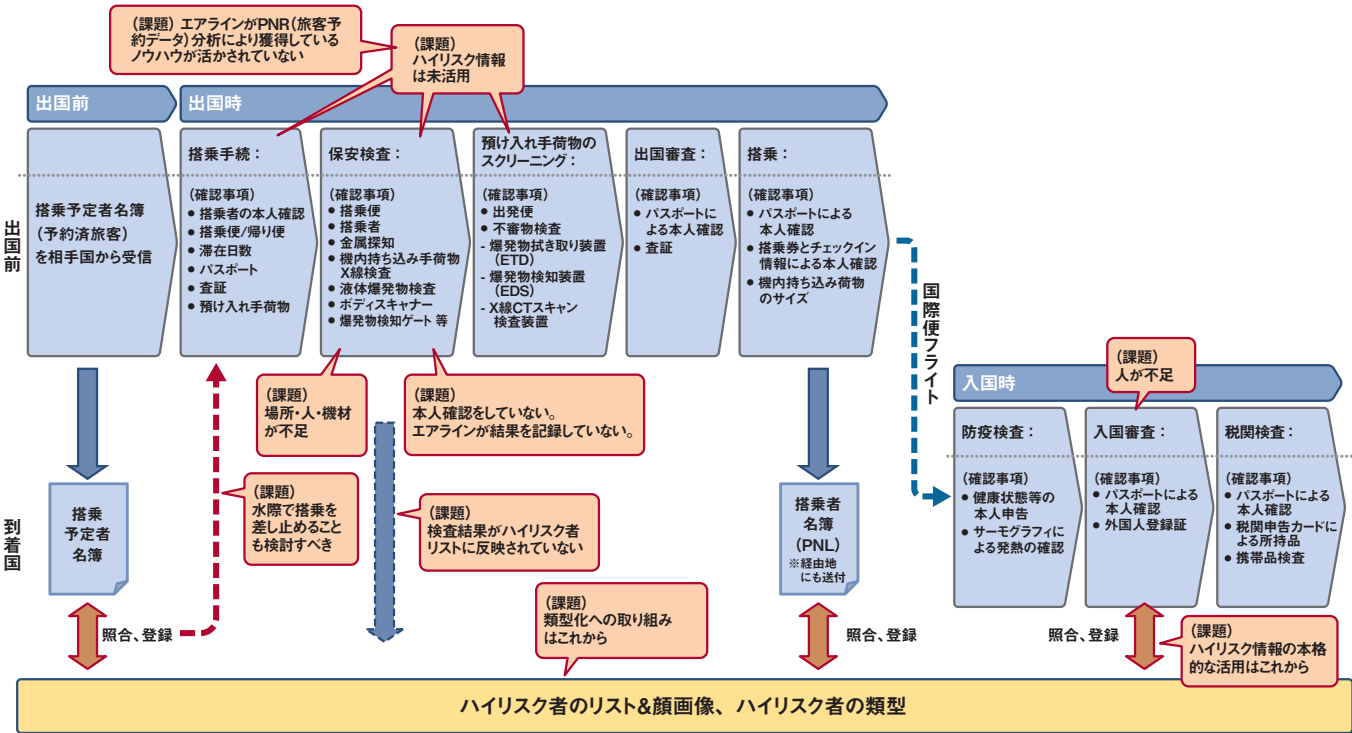 (課題) エアラインがPNR(旅客予
約データ)分析により獲得している
ノウハウが活かされていない
(課題)
ハイリスク情報
は未活用
出国前
出国時
搭乗予定者名簿
(予約済旅客)
を相手国から受信
搭乗手続：
(確認事項)
● 搭乗者の本人確認
● 搭乗便/帰り便
● 滞在日数
● パスポート
● 査証
● 預け入れ手荷物
保安検査：
(確認事項)
● 搭乗便
● 搭乗者
● 金属探知
● 機内持ち込み手荷物
X線検査
● 液体爆発物検査
● ボディスキャナー
● 爆発物検知ゲート 等
預け入れ手荷物の
スクリーニング：
(確認事項)
● 出発便
● 不審物検査
- 爆発物拭き取り装置
(ETD)
- 爆発物検知装置
(EDS)
- X線CTスキャン
検査装置
出国審査：
(確認事項)
● パスポートに
よる本人確認
● 査証
搭乗：
(確認事項)
● パスポートによる
本人確認
● 搭乗券とチェックイン
情報による本人確認
● 機内持ち込み荷物
のサイズ
出国前
国際便フライト
(課題)
場所・人・機材
が不足
(課題)
本人確認をしていない。
エアラインが結果を記録していない。
(課題)
人が不足
入国時
防疫検査：
(確認事項)
● 健康状態等の
本人申告
● サーモグラフィに
よる発熱の確認
入国審査：
(確認事項)
● パスポートによる
本人確認
● 外国人登録証
税関検査：
(確認事項)
● パスポートによる
本人確認
● 税関申告カードに
よる所持品
● 携帯品検査
到着国
搭乗
予定者
名簿
(課題)
水際で搭乗を
差し止めること
も検討すべき
(課題)
検査結果がハイリスク者
リストに反映されていない
搭乗者
名簿
(PNL)
※経由地
にも送付
照合、登録
(課題)
類型化への取り組み
はこれから
照合、登録
照合、登録
(課題)
ハイリスク情報の本格
的な活用はこれから
ハイリスク者のリスト&顔画像、ハイリスク者の類型